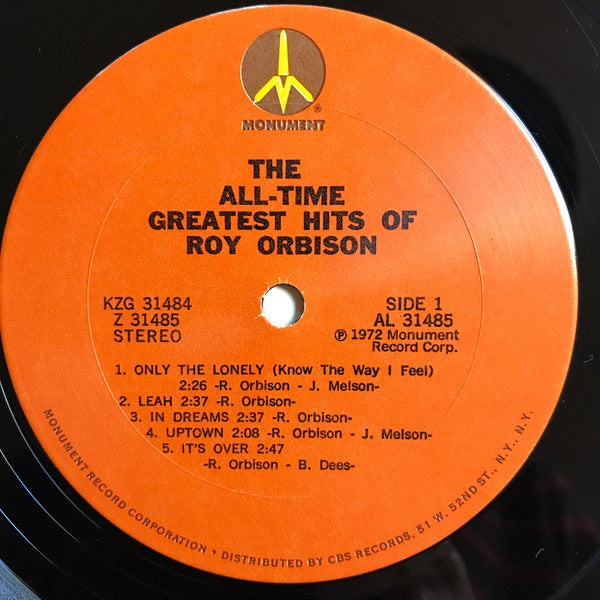 ®
MONUMENT
THE
ALL-TIME
GREATEST HITS OF
ROY ORBISON
KZG 31484
Z 31485
STEREO
SIDE 1
AL 31485
℗ 1972 Monument
Record Corp.
1. ONLY THE LONELY (Know The Way I Feel)
2:26 -R. Orbison - J. Melson-
2. LEAH 2:37 -R. Orbison-
3. IN DREAMS 2:37 -R. Orbison-
4. UPTOWN 2:08 -R. Orbison - J. Melson-
5. IT'S OVER 2:47
-R. Orbison - B. Dees-
MONUMENT RECORD CORPORATION • DISTRIBUTED BY CBS RECORDS, 51 W. 52ND ST., N.Y., N.Y.